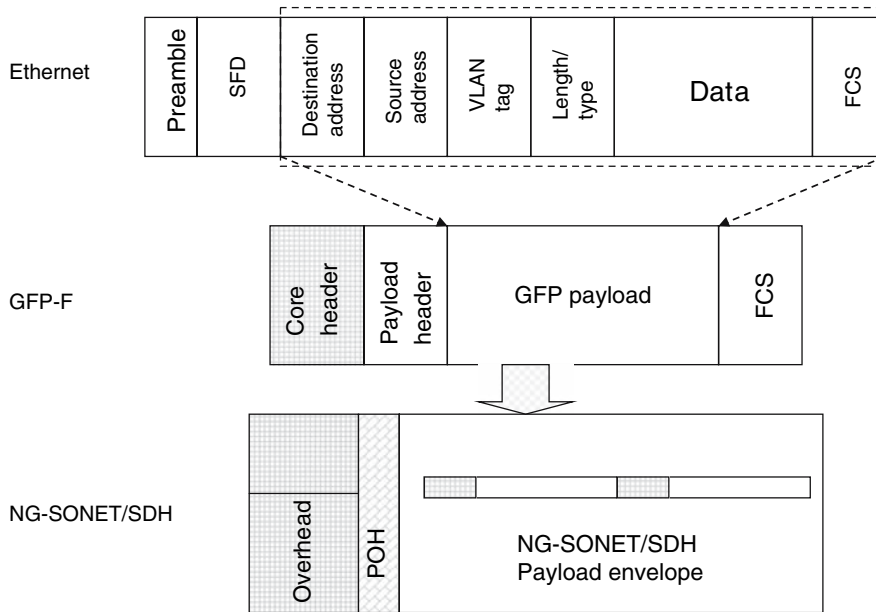 Ethernet
Preamble
SFD
Destination
address
Source
address
VLAN
tag
Length/
type
Data
FCS
GFP-F
Core
header
Payload
header
GFP payload
FCS
NG-SONET/SDH
Overhead
POH
NG-SONET/SDH
Payload envelope